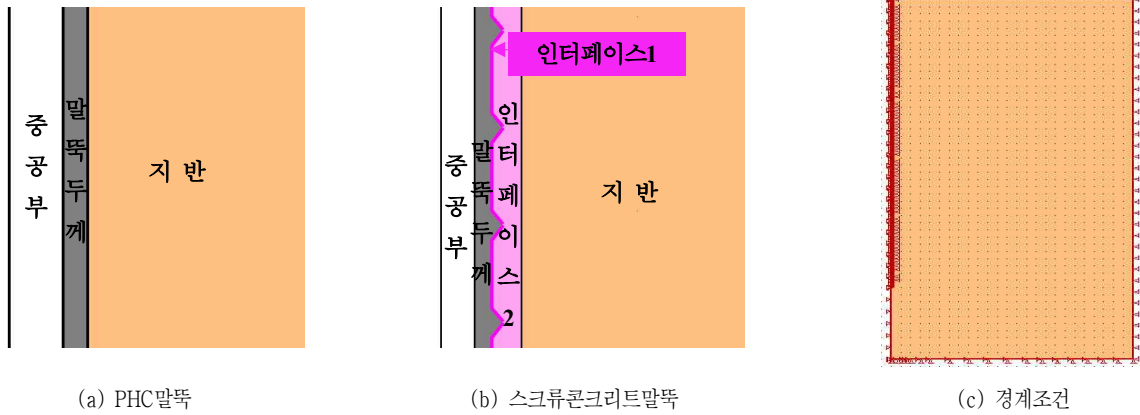 중공부
말뚝두께
지 반
인터페이스1
중공부
말뚝두께
인터페이스 2
지 반
(a) PHC말뚝
(b) 스크류콘크리트말뚝
(c) 경계조건